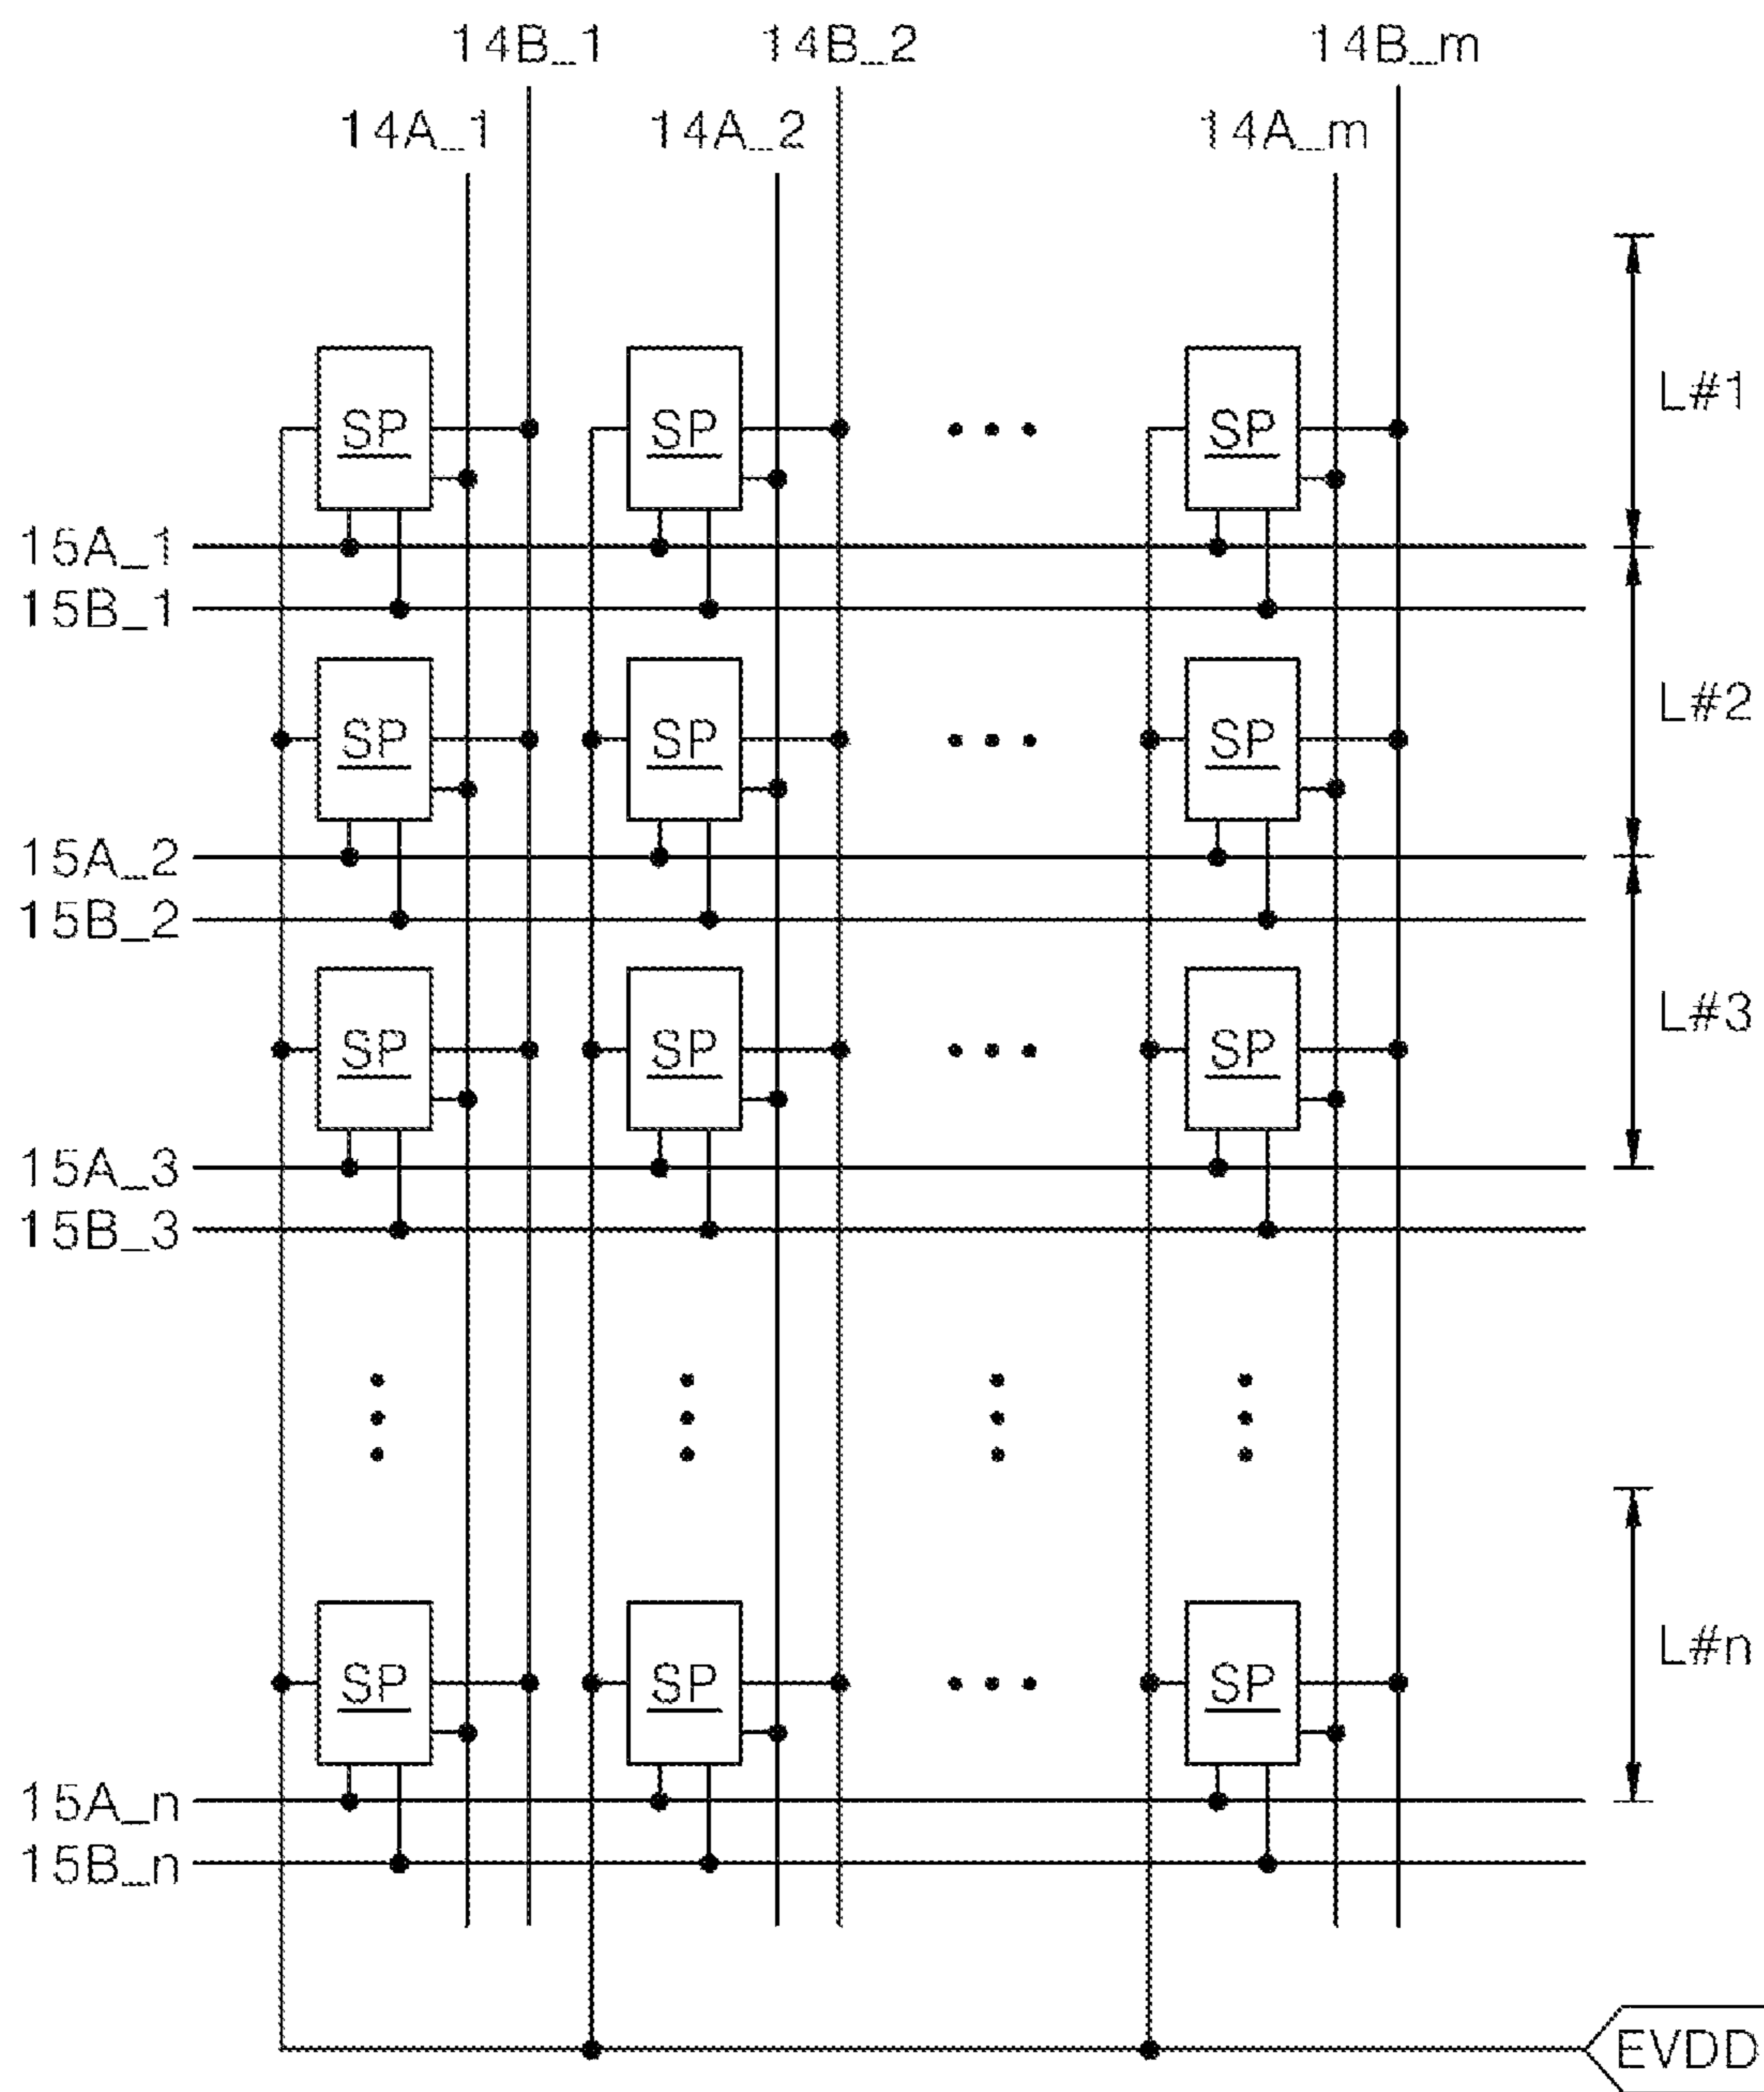 14B_1 14B_2 14B_m
14A_1 14A_2 14A_m
SP SP SP L#1
15A_1
15B_1
SP SP SP L#2
15A_2
15B_2
SP SP SP L#3
15A_3
15B_3
SP SP SP L#n
15A_n
15B_n
EVDD